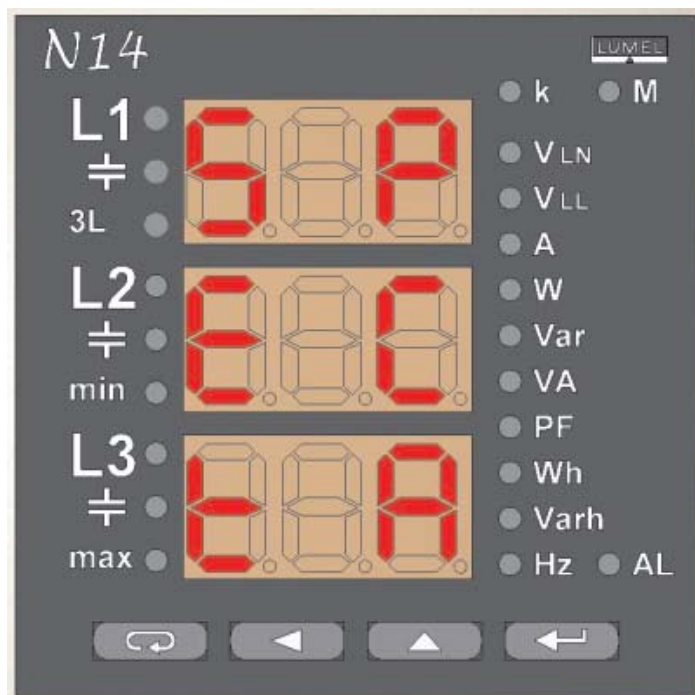 N14 LUMEL
k M
L1 S P
3L
VLN
VLL
A
L2 E C
W
Var
min
VA
PF
L3 t A
Wh
Varh
max
Hz AL